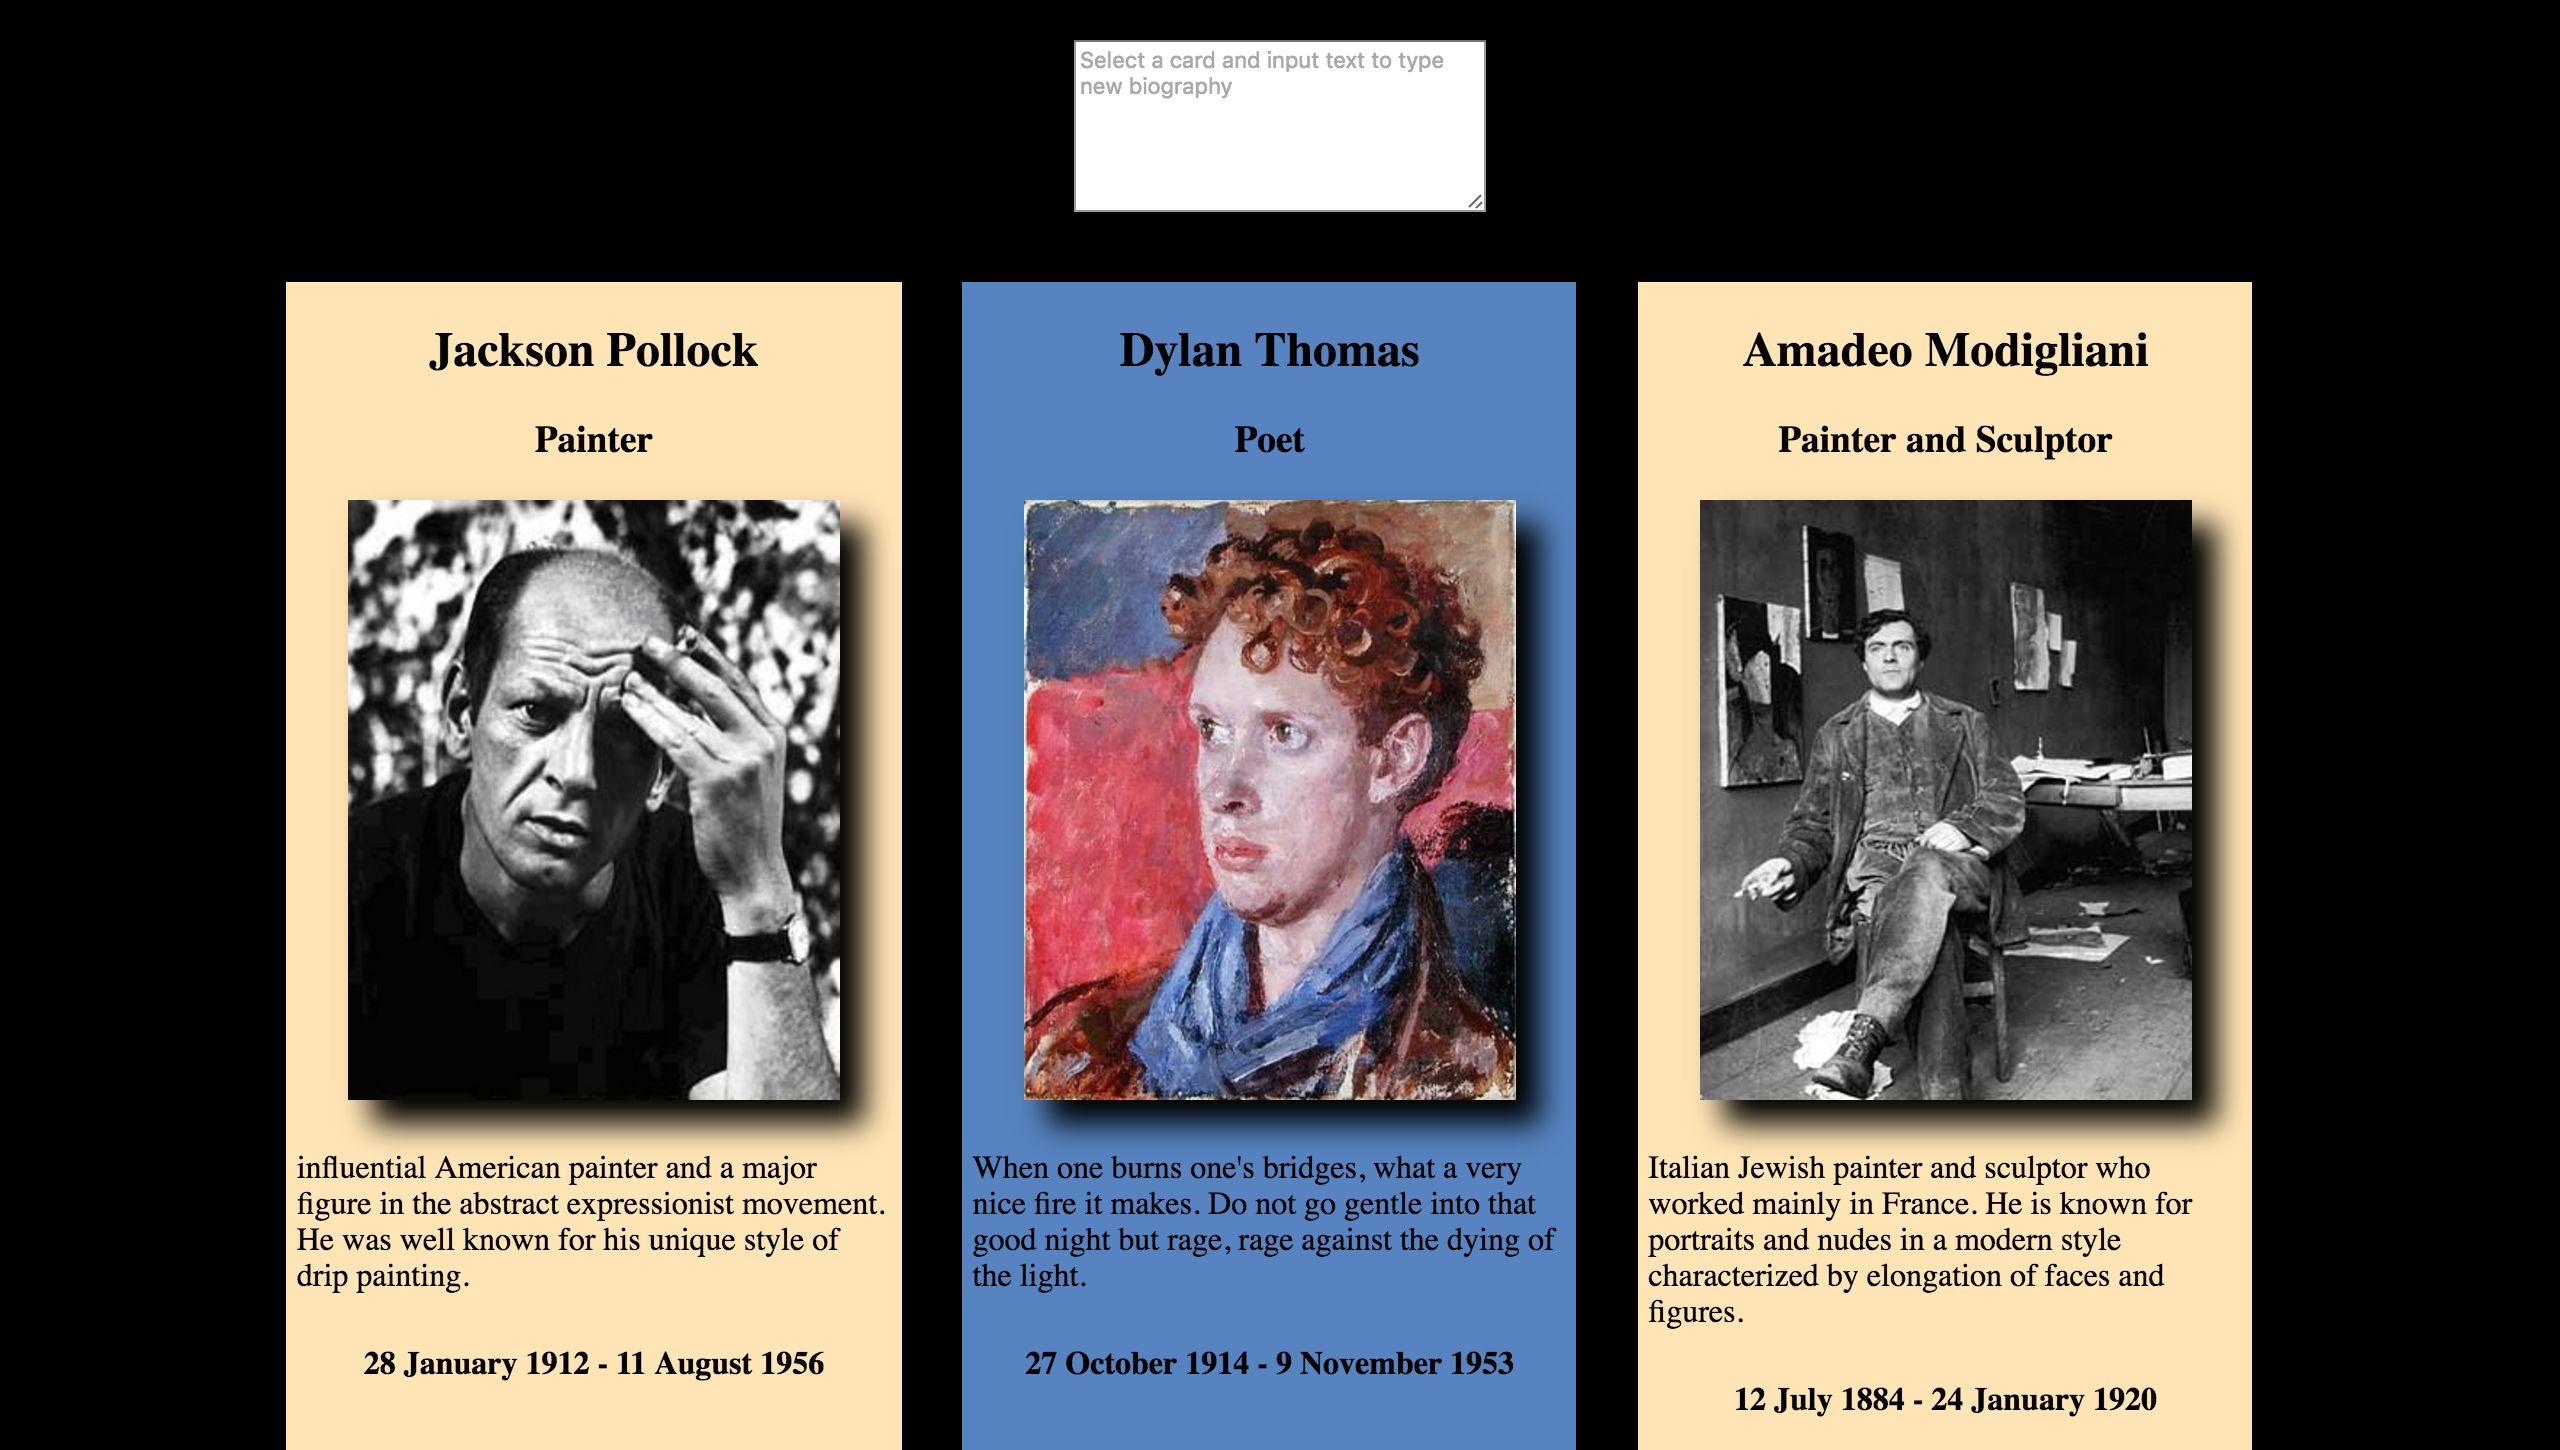 Select a card and input text to type
new biography
Jackson Pollock
Painter
influential American painter and a major
figure in the abstract expressionist movement.
He was well known for his unique style of
drip painting.
28 January 1912 - 11 August 1956
Dylan Thomas
Poet
When one burns one's bridges, what a very
nice fire it makes. Do not go gentle into that
good night but rage, rage against the dying of
the light.
27 October 1914 - 9 November 1953
Amadeo Modigliani
Painter and Sculptor
Italian Jewish painter and sculptor who
worked mainly in France. He is known for
portraits and nudes in a modern style
characterized by elongation of faces and
figures.
12 July 1884 - 24 January 1920